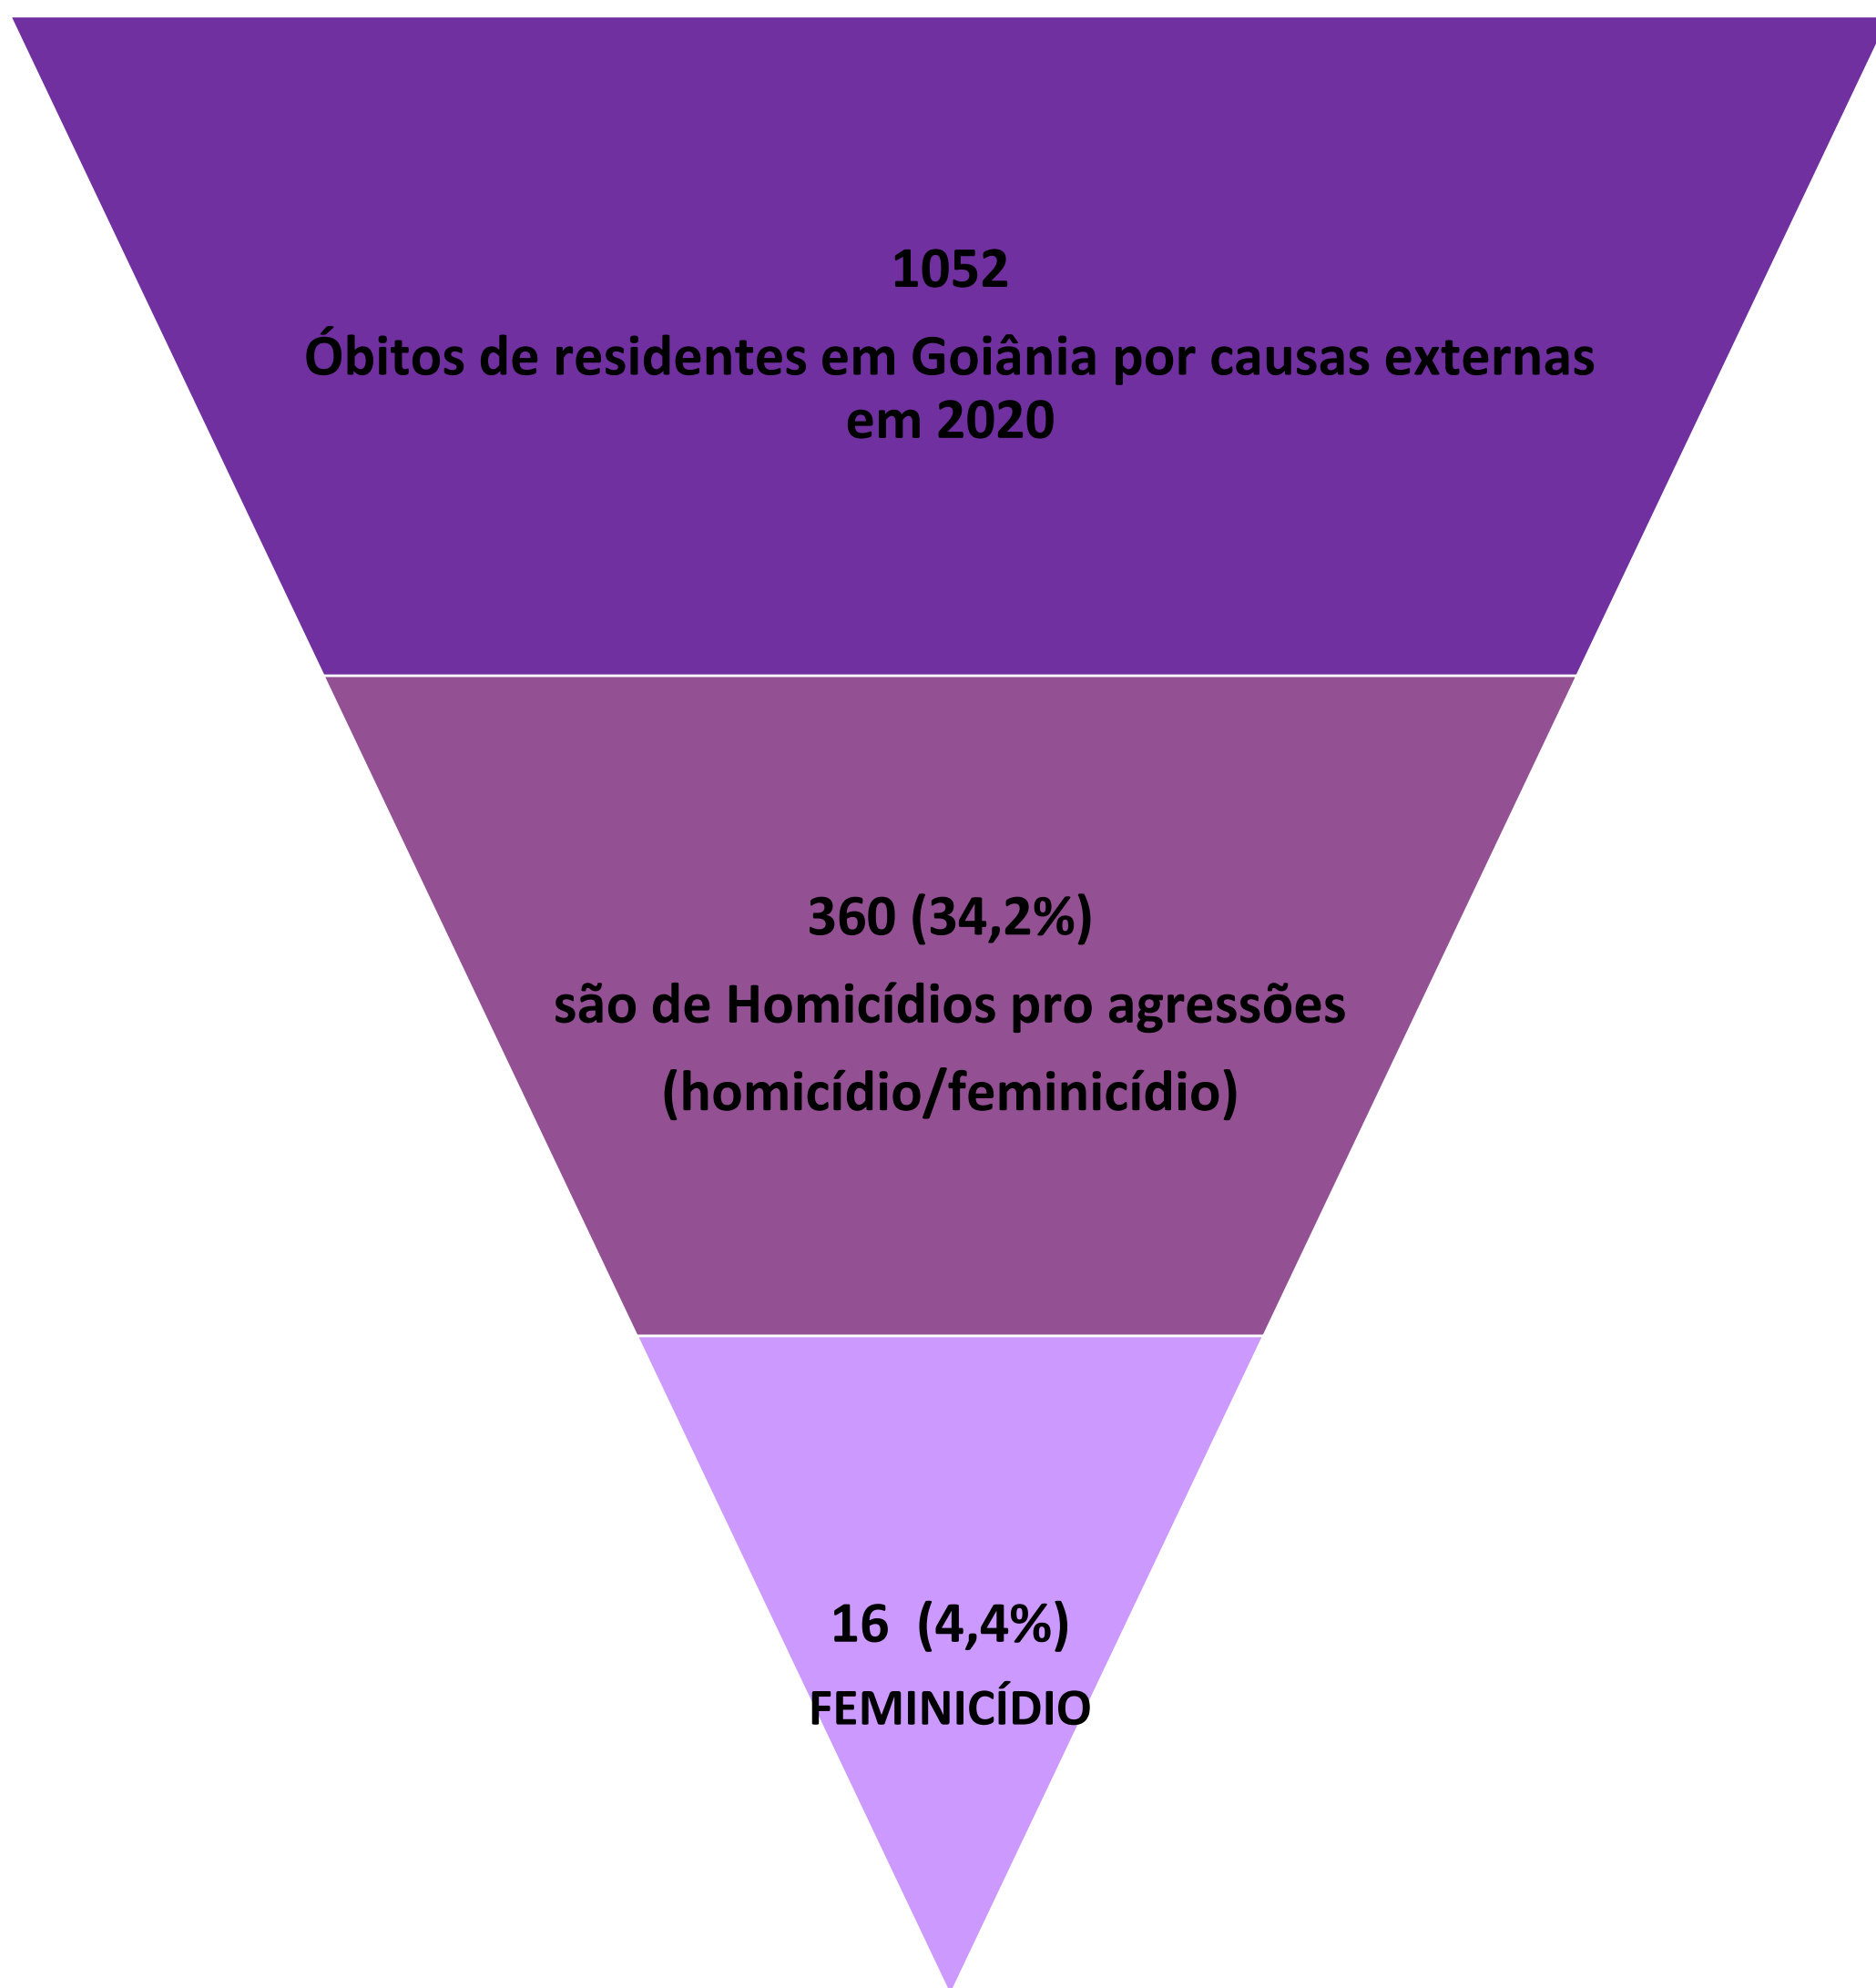 1052
Óbitos de residentes em Goiânia por causas externas
em 2020
360 (34,2%)
são de Homicídios pro agressões
(homicídio/feminicídio)
16  (4,4%)
FEMINICÍDIO